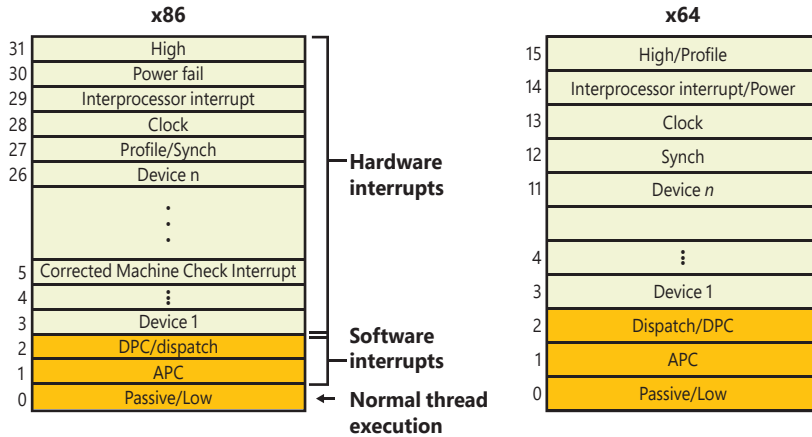 x86
31 High
30 Power fail
29 Interprocessor interrupt
28 Clock
27 Profile/Synch
26 Device n
5 Corrected Machine Check Interrupt
4
3 Device 1
2 DPC/dispatch
1 APC
0 Passive/Low
Hardware
interrupts
Software
interrupts
Normal thread
execution
x64
15 High/Profile
14 Interprocessor interrupt/Power
13 Clock
12 Synch
11 Device n
4
3 Device 1
2 Dispatch/DPC
1 APC
0 Passive/Low